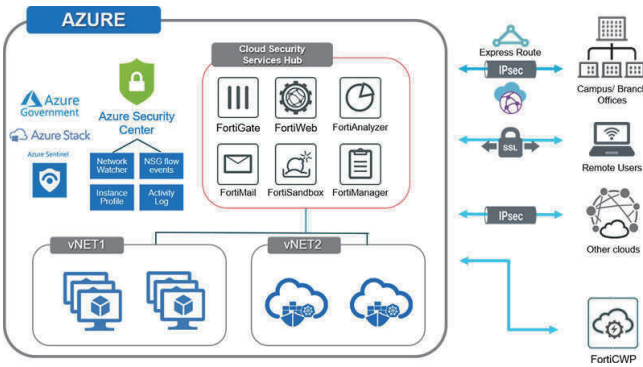 AZURE
Cloud Security
Services Hub
FortiGate
FortiWeb
FortiAnalyzer
FortiMail
FortiSandbox
FortiManager
Azure
Government
Azure Stack
Azure Sentinel
Azure Security
Center
Network
Watcher
NSG flow
events
Instance
Profile
Activity
Log
vNET1
vNET2
Express Route
IPsec
Campus/ Branch
Offices
SSL
Remote Users
IPsec
Other clouds
FortiCWP